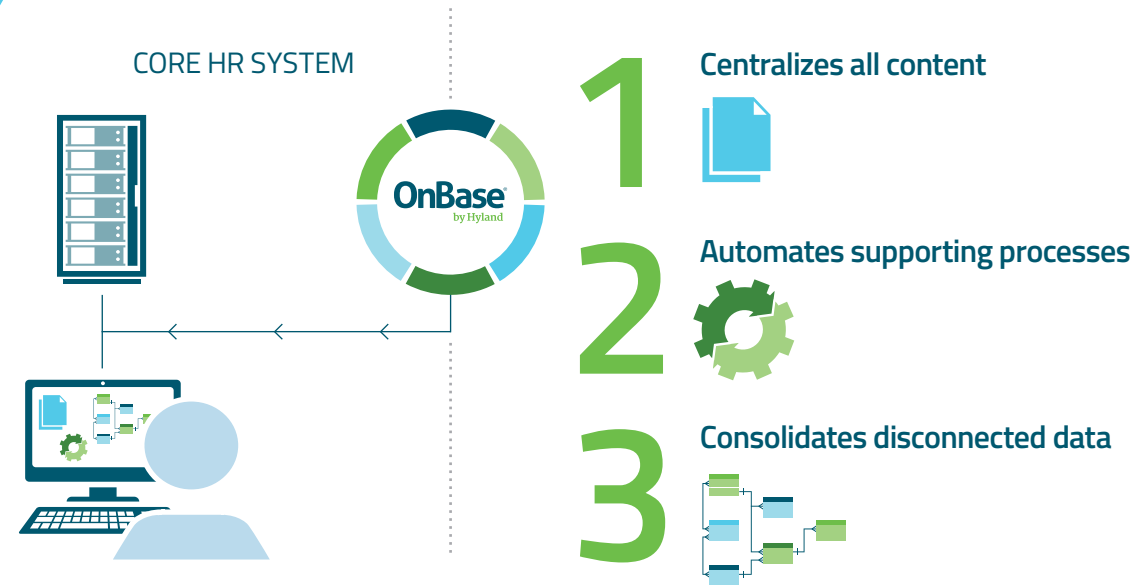 CORE HR SYSTEM
OnBase®
by Hyland
1
Centralizes all content
2
Automates supporting processes
3
Consolidates disconnected data